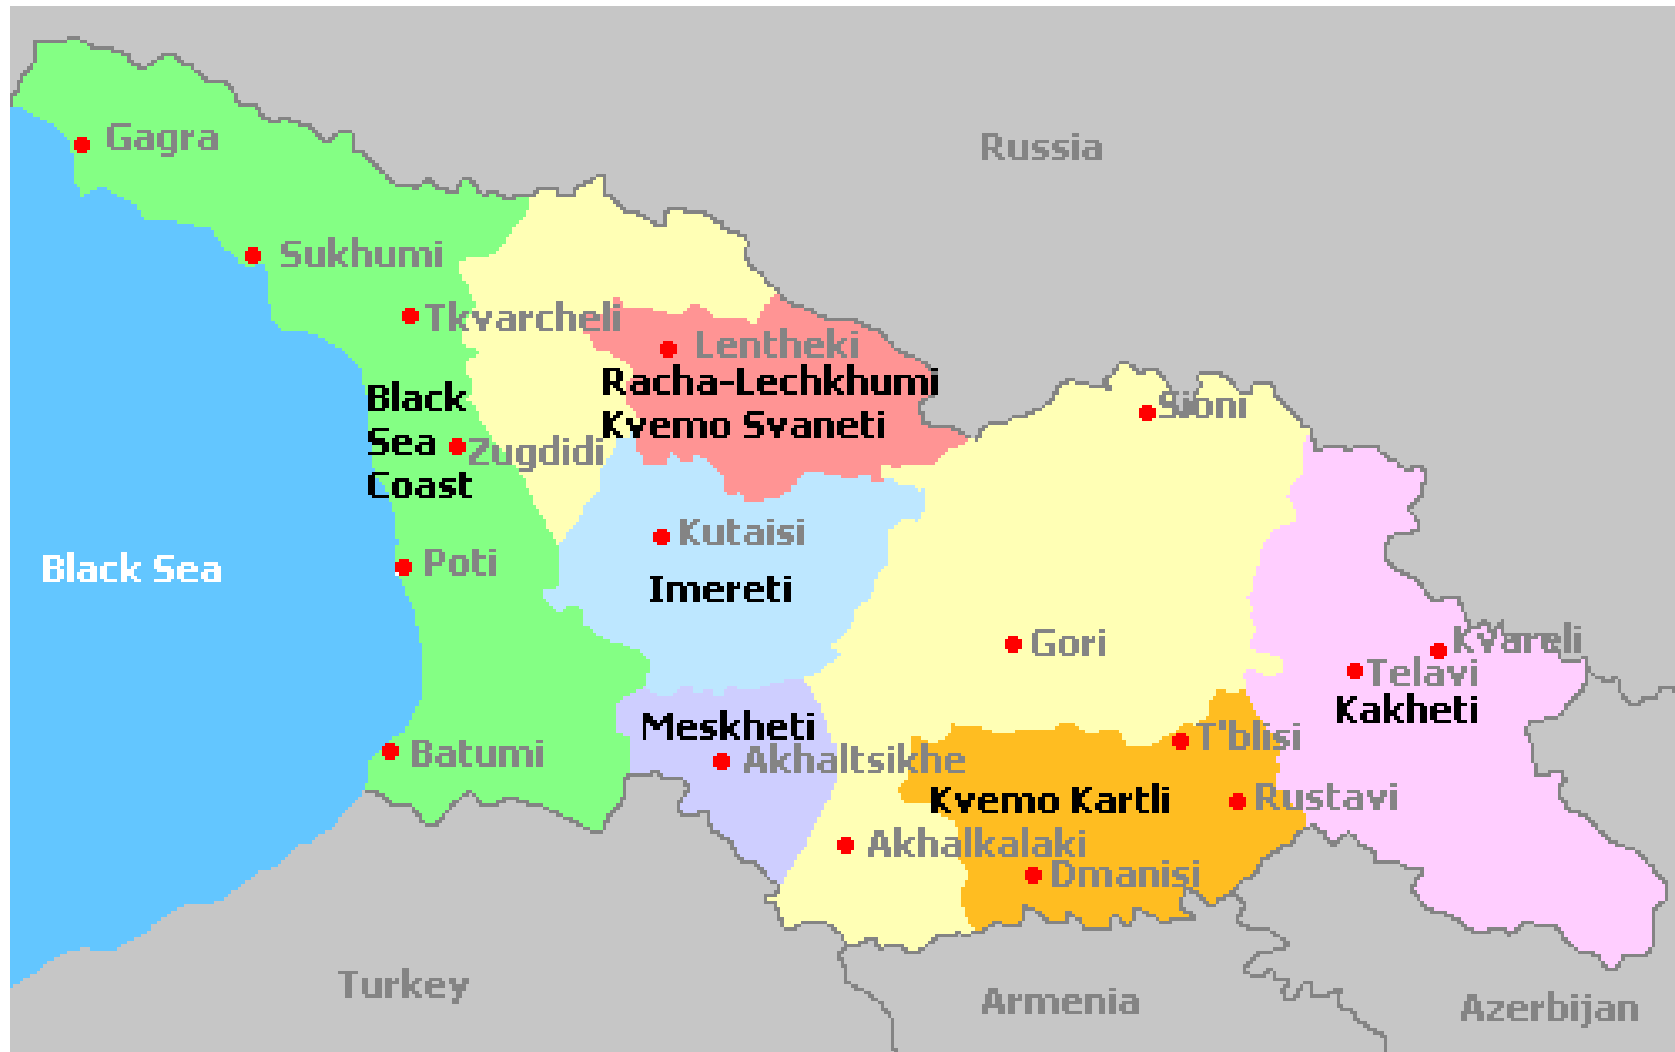 Gagra
Russia
Sukhumi
Tkvarcheli
Lentheki
Racha-Lechkhumi
Kvemo Svaneti
Black
Sea
Coast
Sioni
Zugdidi
Kutaisi
Poti
Black Sea
Imereti
Gori
Kvareli
Telavi
Kakheti
Meskheti
T'blisi
Batumi
Akhaltsikhe
Kvemo Kartli
Rustavi
Akhalkalaki
Dmanisi
Turkey
Armenia
Azerbijan